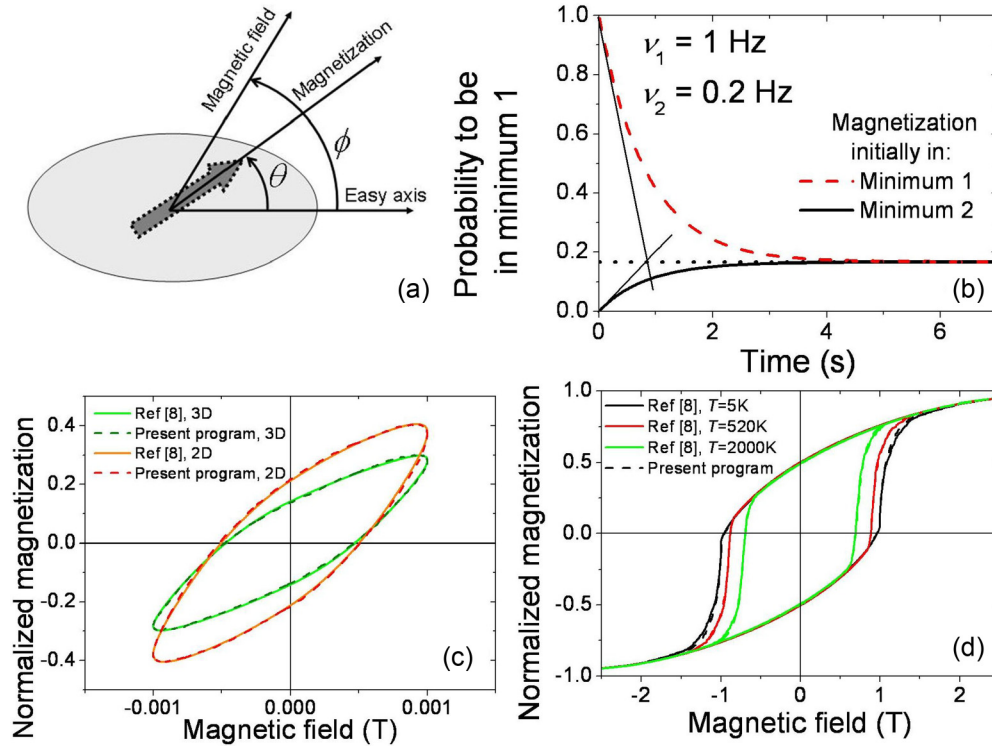 Magnetic field
Magnetization
ϕ
θ
Easy axis
(a)
Probability to be
in minimum 1
1.0
0.8
0.6
0.4
0.2
0.0
ν1 = 1 Hz
ν2 = 0.2 Hz
Magnetization
initially in:
Minimum 1
Minimum 2
(b)
0
2
4
6
Time (s)
Normalized magnetization
0.4
0.2
0.0
-0.2
-0.4
Ref [8], 3D
Present program, 3D
Ref [8], 2D
Present program, 2D
(c)
-0.001
0.000
0.001
Magnetic field (T)
Normalized magnetization
1.0
0.5
0.0
-0.5
-1.0
Ref [8], T=5K
Ref [8], T=520K
Ref [8], T=2000K
Present program
(d)
-2
-1
0
1
2
Magnetic field (T)